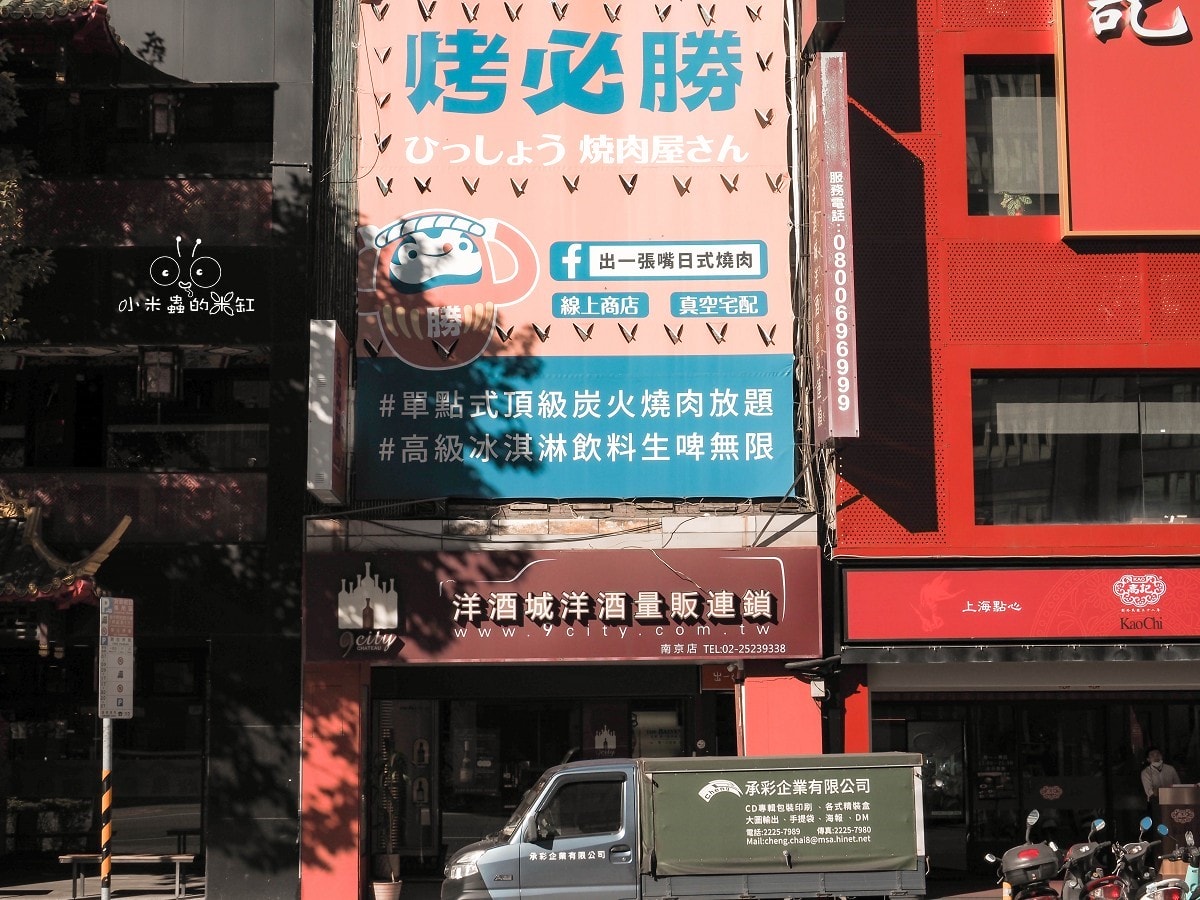 記
烤必勝
ひっしょう 燒肉屋さん
服務電話:0800696999
出一張嘴日式燒肉
線上商店 真空宅配
勝
小米蟲的米缸
#單點式頂級炭火燒肉放題
#高級冰淇淋飲料生啤無限
洋酒城洋酒量販連鎖
www.9city.com.tw
南京店 TEL:02-25239338
9city
CHATEAU
上海點心
KAO
高記
KaoChi
承彩企業有限公司
CD專輯包裝印刷、各式精裝盒
大圖輸出、手提袋、海報、DM
電話:2225-7989 傳真:2225-7980
Mail:cheng.chai8@msa.hinet.net
承彩企業有限公司